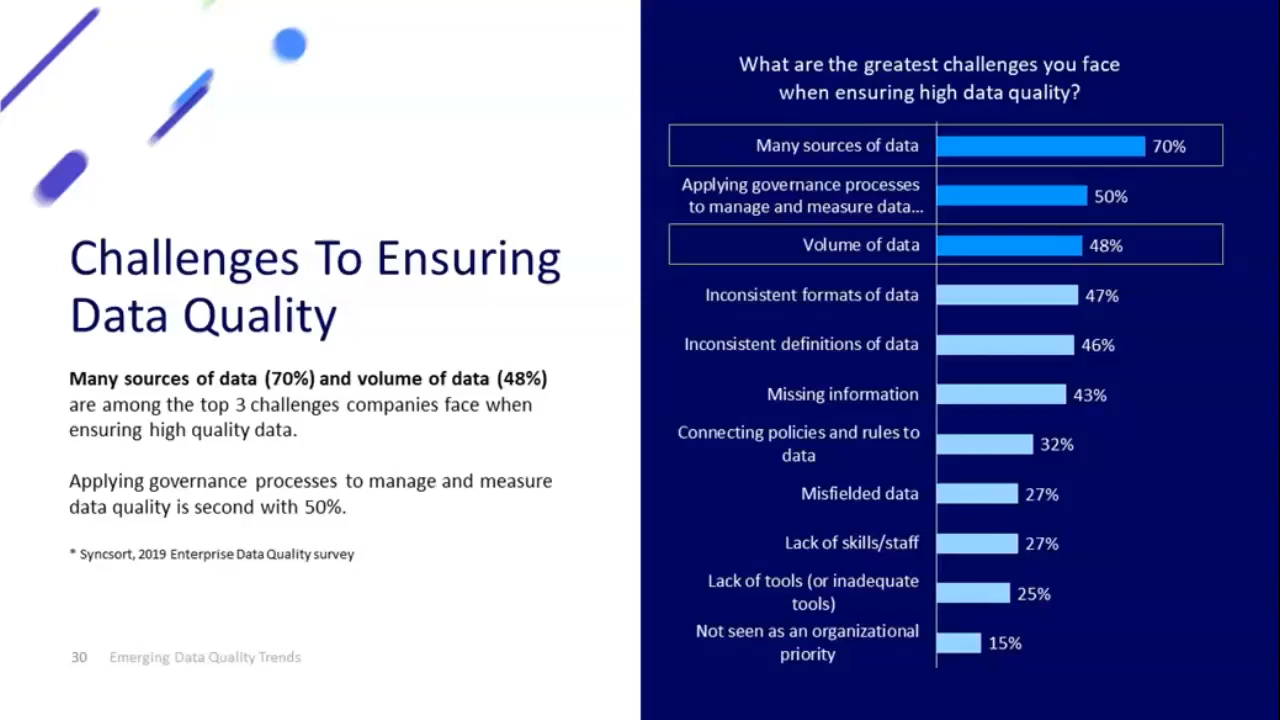 Challenges To Ensuring
Data Quality
Many sources of data (70%) and volume of data (48%)
are among the top 3 challenges companies face when
ensuring high quality data.
Applying governance processes to manage and measure
data quality is second with 50%.
* Syncsort, 2019 Enterprise Data Quality survey
30 Emerging Data Quality Trends
What are the greatest challenges you face
when ensuring high data quality?
Many sources of data 70%
Applying governance processes
to manage and measure data... 50%
Volume of data 48%
Inconsistent formats of data 47%
Inconsistent definitions of data 46%
Missing information 43%
Connecting policies and rules to
data 32%
Misfielded data 27%
Lack of skills/staff 27%
Lack of tools (or inadequate
tools) 25%
Not seen as an organizational
priority 15%